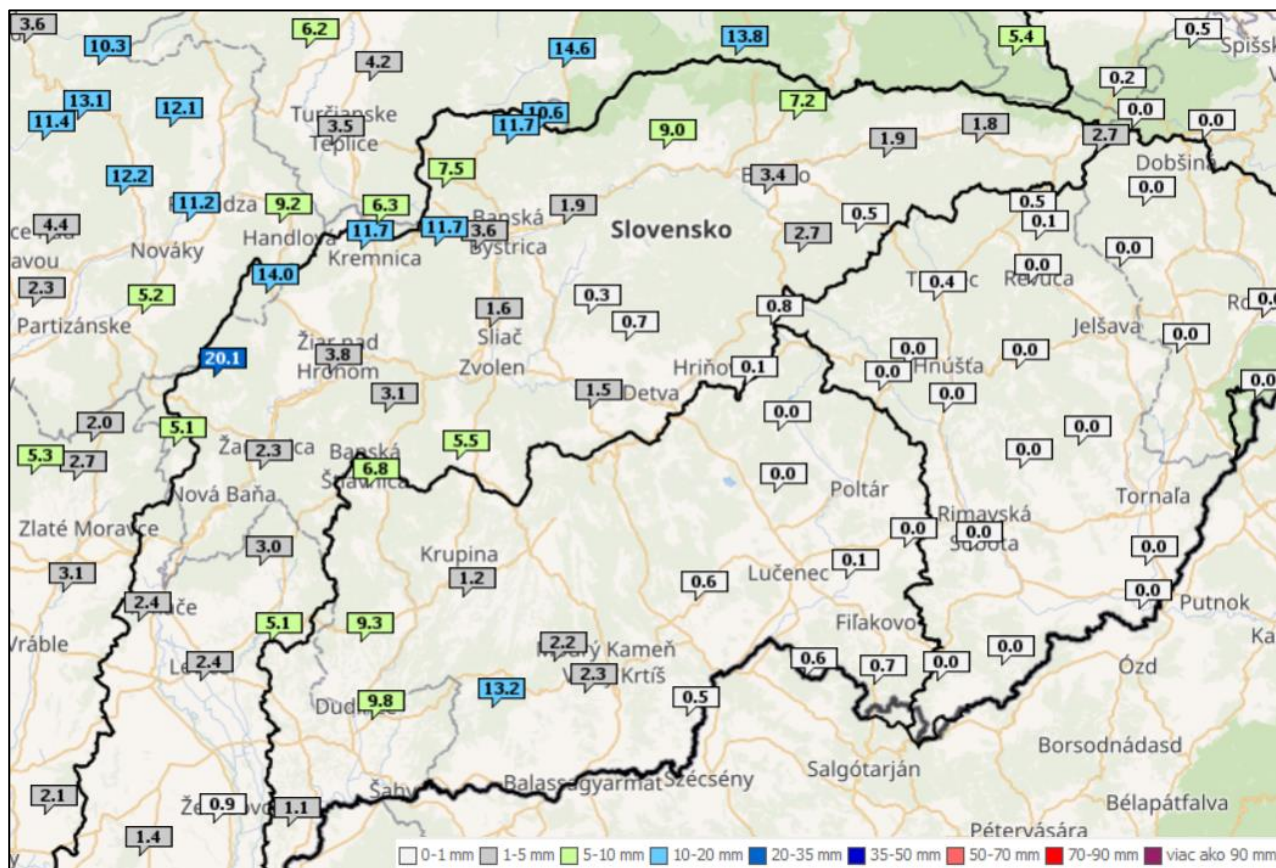 3.6
10.3
6.2
14.6
13.8
5.4
0.5
4.2
0.2
13.1
12.1
11.4
Turčianske
Teplice
3.5
10.6
11.7
7.2
9.0
1.9
1.8
0.0
0.0
2.7
Dobšiná
12.2
7.5
3.4
0.0
11.2
9.2
6.3
1.9
0.5
0.5
0.1
4.4
Nováky
Handlová
11.7
Kremnica
11.7
3.6
Banská
Bystrica
Slovensko
2.7
0.0
14.0
0.0
Revúca
0.4
2.3
5.2
Partizánske
1.6
Sliač
0.3
0.7
0.8
Jelšava
0.0
20.1
Žiar nad
Hronom
3.8
Zvolen
0.1
0.0
0.0
Hnúšťa
0.0
3.1
1.5
Detva
0.0
0.0
2.0
5.1
5.3
2.7
2.3
Banská
6.8
5.5
0.0
0.0
0.0
0.0
Nová Baňa
Poltár
Tornaľa
Zlaté Moravce
Rimavská
Sobota
0.0
0.0
3.0
Krupina
1.2
0.6
Lučenec
0.1
0.0
3.1
2.4
0.0
Putnok
Vráble
5.1
9.3
Fiľakovo
2.4
2.2
2.3
0.6
0.7
0.0
0.0
Ózd
9.8
13.2
0.5
Borsodnádasd
Salgótarján
2.1
0.9
1.1
Balassagyarmat
Szécsény
Bélapátfalva
1.4
Pétervására
0-1 mm 1-5 mm 5-10 mm 10-20 mm 20-35 mm 35-50 mm 50-70 mm 70-90 mm viac ako 90 mm